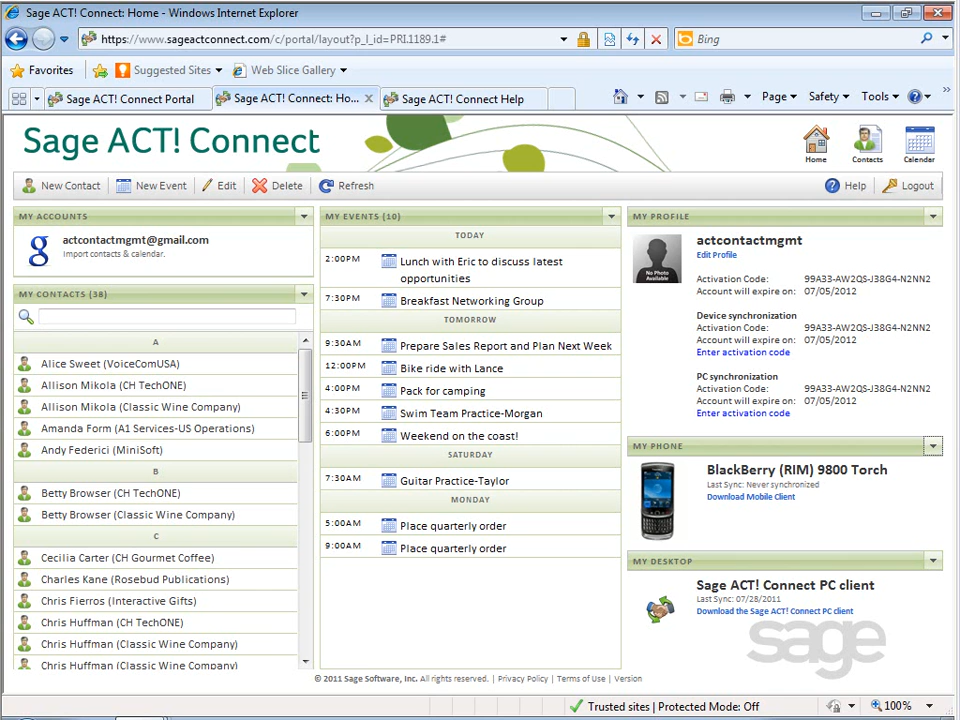 Sage ACT! Connect: Home - Windows Internet Explorer
https://www.sageactconnect.com/c/portal/layout?p_l_id=PRI.1189.1#
Bing
Favorites
Suggested Sites
Web Slice Gallery
Sage ACT! Connect Portal
Sage ACT! Connect: Ho...
Sage ACT! Connect Help
Page
Safety
Tools
Sage ACT! Connect
Home
Contacts
Calendar
New Contact
New Event
Edit
Delete
Refresh
Help
Logout
MY ACCOUNTS
g
actcontactmgmt@gmail.com
Import contacts & calendar.
MY CONTACTS (38)
A
Alice Sweet (VoiceComUSA)
Allison Mikola (CH TechONE)
Allison Mikola (Classic Wine Company)
Amanda Form (A1 Services-US Operations)
Andy Federici (MiniSoft)
B
Betty Browser (CH TechONE)
Betty Browser (Classic Wine Company)
C
Cecilia Carter (CH Gourmet Coffee)
Charles Kane (Rosebud Publications)
Chris Fierros (Interactive Gifts)
Chris Huffman (CH TechONE)
Chris Huffman (Classic Wine Company)
Chris Huffman (Classic Wine Company)
MY EVENTS (10)
TODAY
2:00PM Lunch with Eric to discuss latest
opportunities
7:30PM Breakfast Networking Group
TOMORROW
9:30AM Prepare Sales Report and Plan Next Week
12:00PM Bike ride with Lance
4:00PM Pack for camping
4:30PM Swim Team Practice-Morgan
6:00PM Weekend on the coast!
SATURDAY
7:30AM Guitar Practice-Taylor
MONDAY
5:00AM Place quarterly order
9:00AM Place quarterly order
MY PROFILE
No Photo
Available
actcontactmgmt
Edit Profile
Activation Code: 99A33-AW2QS-J38G4-N2NN2
Account will expire on: 07/05/2012
Device synchronization
Activation Code: 99A33-AW2QS-J38G4-N2NN2
Account will expire on: 07/05/2012
Enter activation code
PC synchronization
Activation Code: 99A33-AW2QS-J38G4-N2NN2
Account will expire on: 07/05/2012
Enter activation code
MY PHONE
BlackBerry (RIM) 9800 Torch
Last Sync: Never synchronized
Download Mobile Client
MY DESKTOP
Sage ACT! Connect PC client
Last Sync: 07/28/2011
Download the Sage ACT! Connect PC client
sage
© 2011 Sage Software, Inc. All rights reserved. | Privacy Policy | Terms of Use | Version
Trusted sites | Protected Mode: Off
100%